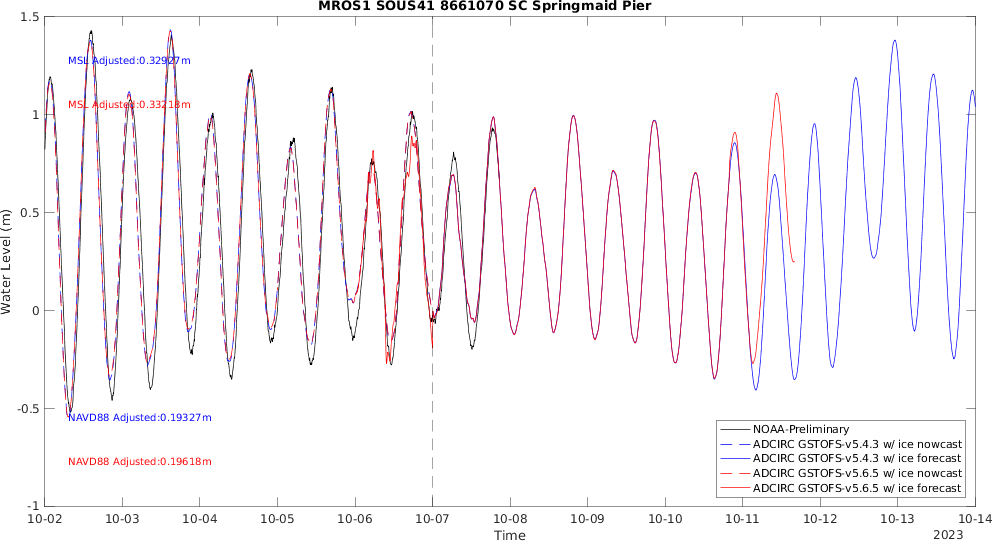 MROS1 SOUS41 8661070 SC Springmaid Pier
1.5
1
0.5
0
-0.5
-1
Water Level (m)
MSL Adjusted:0.32927m
MSL Adjusted:0.33218m
NAVD88 Adjusted:0.19327m
NAVD88 Adjusted:0.19618m
NOAA-Preliminary
ADCIRC GSTOFS-v5.4.3 w/ ice nowcast
ADCIRC GSTOFS-v5.4.3 w/ ice forecast
ADCIRC GSTOFS-v5.6.5 w/ ice nowcast
ADCIRC GSTOFS-v5.6.5 w/ ice forecast
10-02 10-03 10-04 10-05 10-06 10-07 10-08 10-09 10-10 10-11 10-12 10-13 10-14
Time
2023